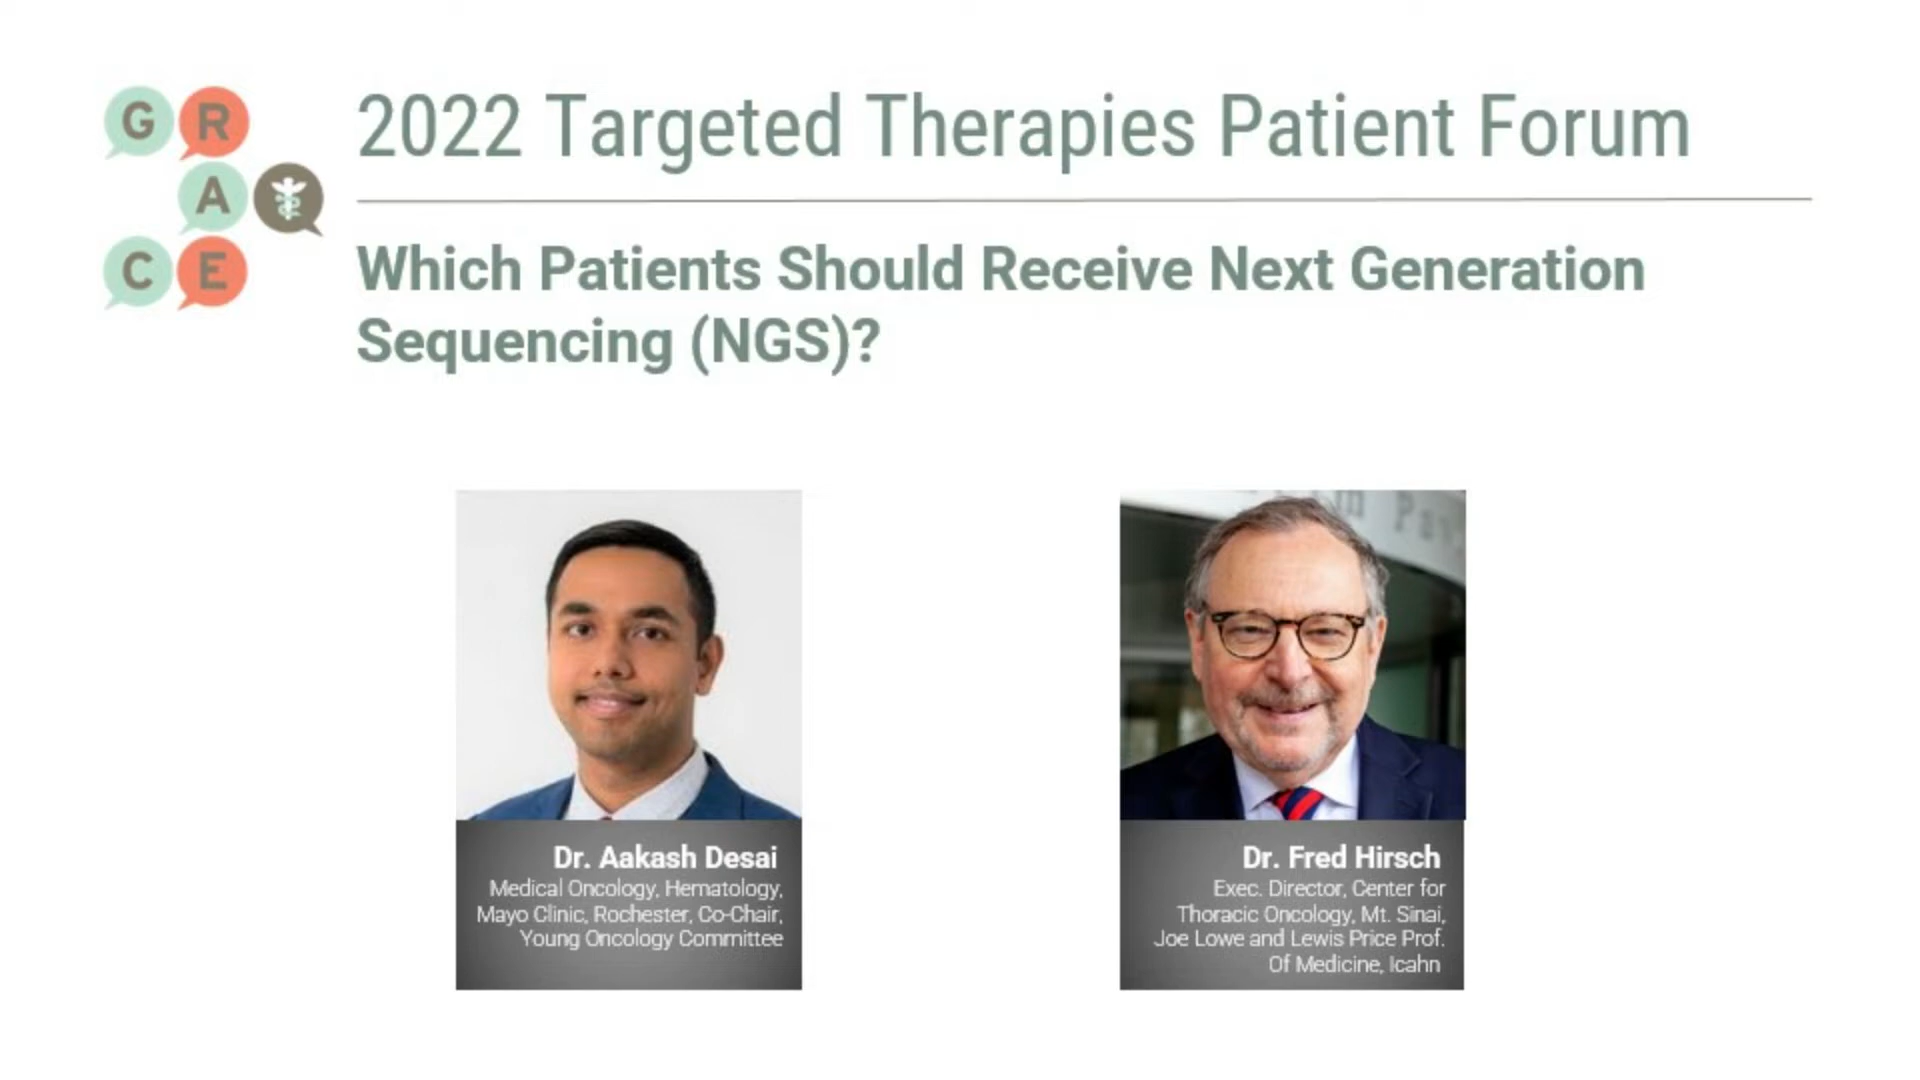 G R
A
C E
2022 Targeted Therapies Patient Forum
Which Patients Should Receive Next Generation
Sequencing (NGS)?
Dr. Aakash Desai
Medical Oncology, Hematology,
Mayo Clinic, Rochester, Co-Chair,
Young Oncology Committee
Dr. Fred Hirsch
Exec. Director, Center for
Thoracic Oncology, Mt. Sinai,
Joe Lowe and Lewis Price Prof.
Of Medicine, Icahn